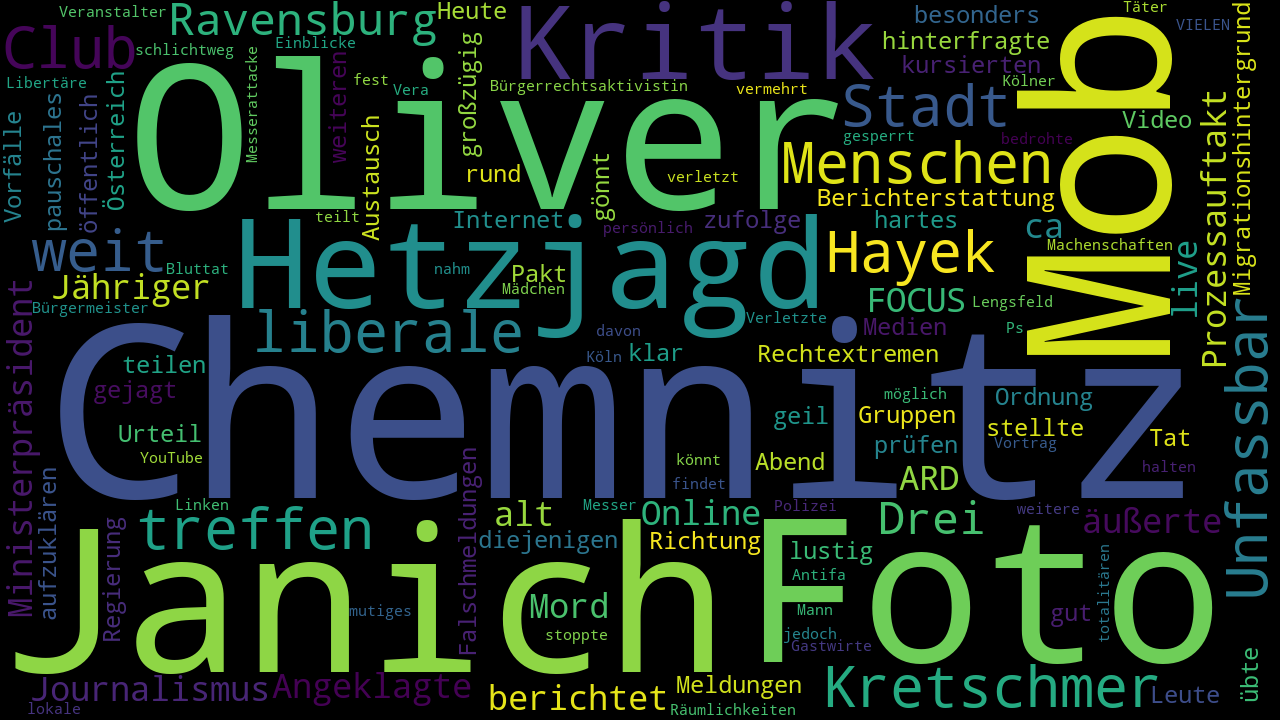 Veranstalter
Ravensburg
Heute
Kritik
besonders
Täter
VIELEN
Club
schlichtweg
Einblicke
hinterfragte
kursierten
Mob
Libertäre
Oliver
weiteren
fest
Vera
großzügig
Bürgerrechtsaktivistin
vermehrt
Kölner
Stadt
Video
Messerattacke
Österreich
öffentlich
pauschales
Vorfälle
gesperrt
bedrohte
Menschen
Prozessauftakt
Migrationshintergrund
Austausch
rund
gönnt
verletzt
Berichterstattung
teilt
Internet
persönlich
zufolge
hartes
ca
weit
Hetzjagd
Hayek
Machenschaften
live
Bluttat
nahm
Pakt
Mädchen
Jähriger
FOCUS
Lengsfeld
Bürgermeister
liberale
Verletzte
Medien
Ps
Unfassbar
Ministerpräsident
davon
Köln
klar
Rechtextremen
teilen
gejagt
Chemnitz
möglich
Ordnung
geil
Gruppen
stellte
Urteil
prüfen
Vortrag
Tat
YouTube
könnt
Abend
halten
findet
ARD
aufzuklären
Falschmeldungen
Linken
Messer
Polizei
weitere
treffen
alt
Online
Drei
äußerte
Regierung
diejenigen
Richtung
lustig
totalitären
Janich
Foto
Antifa
mutiges
Mord
Mann
gut
stoppte
jedoch
Gastwirte
übte
Journalismus
Angeklagte
berichtet
Meldungen
Kretschmer
Leute
lokale
Räumlichkeiten